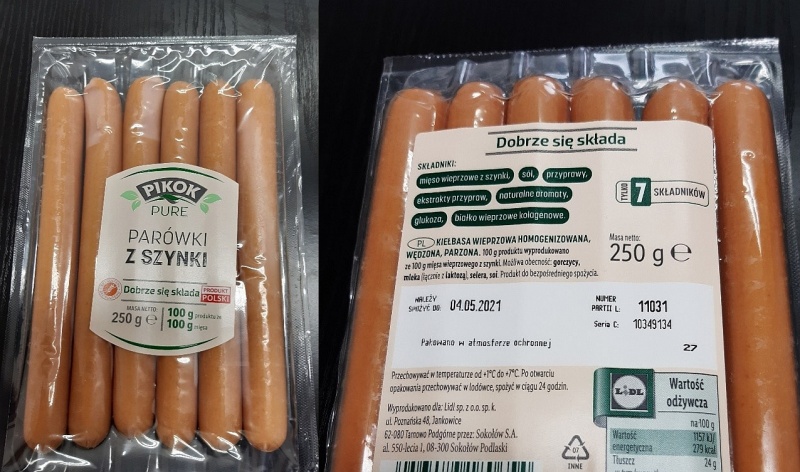 PIKOK
PURE
PARÓWKI
Z SZYNKI
Dobrze się składa
PRODUKT
POLSKI
MASA NETTO:
250 g e
100 g produktu ze
100 g mięsa
Dobrze się składa
SKŁADNIKI:
mięso wieprzowe z szynki, sól, przyprawy,
ekstrakty przypraw, naturalne aromaty,
glukoza, białko wieprzowe kolagenowe
TYLKO 7 SKŁADNIKÓW
PL KIEŁBASA WIEPRZOWA HOMOGENIZOWANA,
WĘDZONA, PARZONA. 100 g produktu wyprodukowano
ze 100 g mięsa wieprzowego z szynki. Możliwa obecność: gorczycy,
mleka (łącznie z laktozą), selera, soi. Produkt do bezpośredniego spożycia.
Masa netto:
250 g e
NALEŻY
SPOŻYĆ DO: 04.05.2021
NUMER
PARTII L: 11031
Seria C: 10349134
Pakowano w atmosferze ochronnej
27
Przechowywać w temperaturze od +1°C do +7°C. Po otwarciu
opakowania przechowywać w lodówce, spożyć w ciągu 24 godzin.
Wyprodukowano dla: Lidl sp. z o.o. sp. k.
ul. Poznańska 48, Jankowice
62-080 Tarnowo Podgórne przez: Sokołów S.A.
al. 550-lecia 1, 08-300 Sokołów Podlaski
07
INNE
LIDL
Wartość
odżywcza
na 100 g
Wartość
energetyczna
1157 kJ/
279 kcal
Tłuszcz
24 g